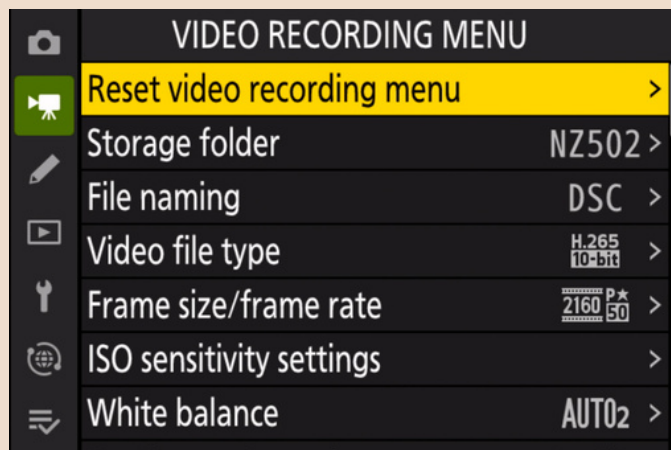 VIDEO RECORDING MENU
Reset video recording menu >
Storage folder NZ502 >
File naming DSC >
Video file type H.265 10-bit >
Frame size/frame rate 2160 P★ 50 >
ISO sensitivity settings >
White balance AUTO2 >